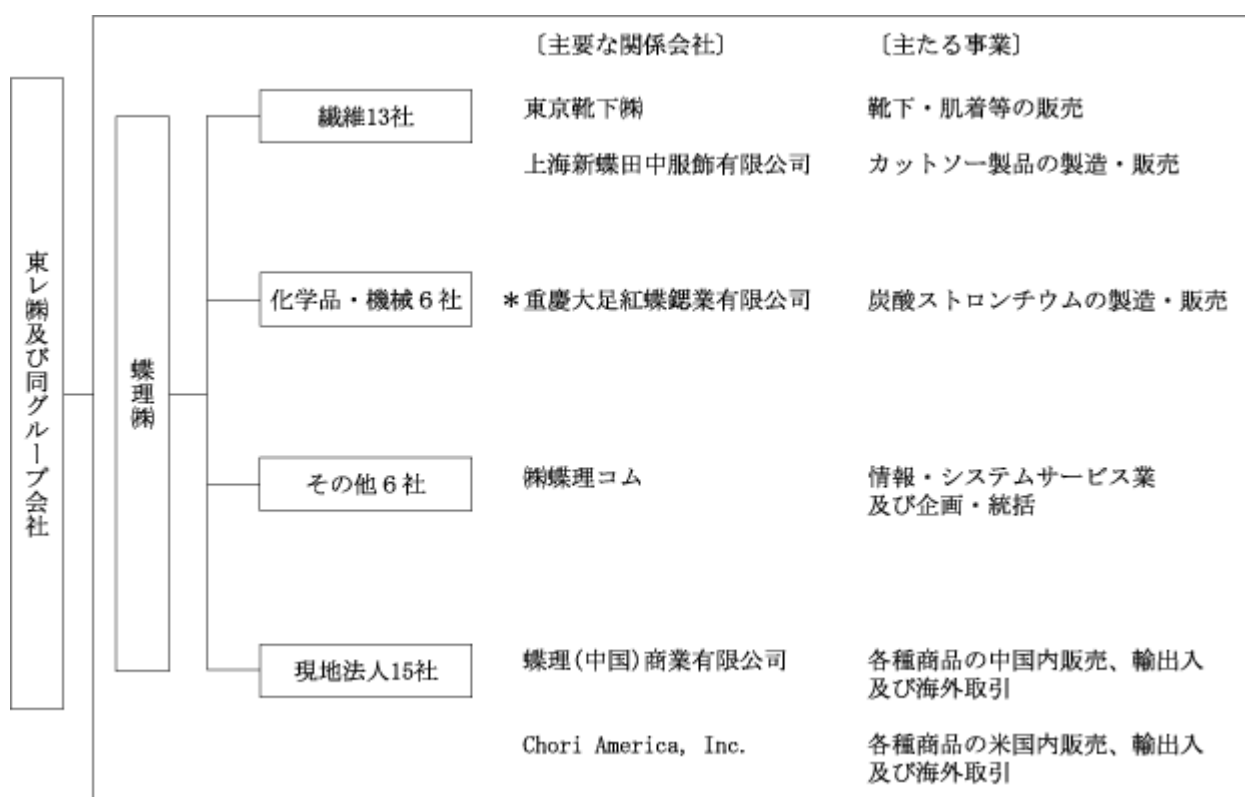 〔主要な関係会社〕 〔主たる事業〕
東レ㈱及び同グループ会社
蝶理㈱
繊維13社 東京靴下㈱ 靴下・肌着等の販売
上海新蝶田中服飾有限公司 カットソー製品の製造・販売
化学品・機械6社 *重慶大足紅蝶鍶業有限公司 炭酸ストロンチウムの製造・販売
その他6社 ㈱蝶理コム 情報・システムサービス業
及び企画・統括
現地法人15社 蝶理(中国)商業有限公司 各種商品の中国内販売、輸出入
及び海外取引
Chori America, Inc. 各種商品の米国内販売、輸出入
及び海外取引